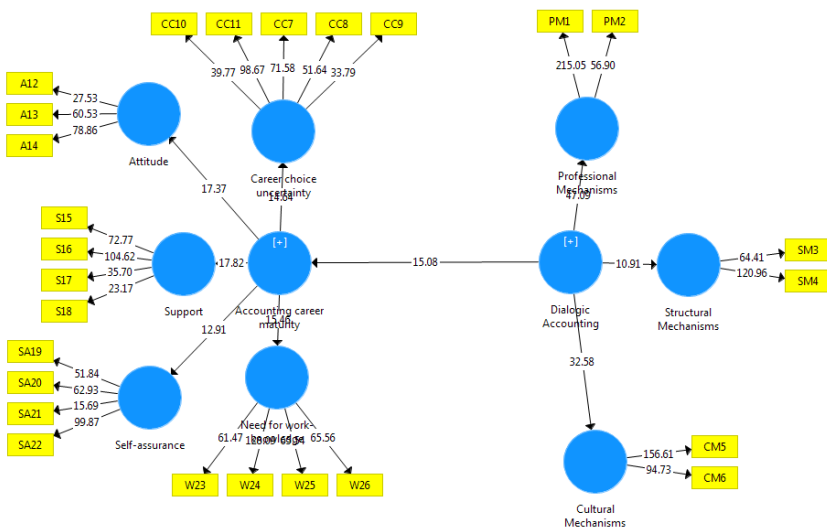 CC10 CC11 CC7 CC8 CC9
PM1 PM2
39.77 98.67 71.58 51.64 33.79
215.05 56.90
A12
A13
A14
27.53
60.53
78.86
Attitude
Career choice
uncertainty
Professional
Mechanisms
17.37
14.64
47.09
S15
S16
S17
S18
72.77
104.62
35.70
23.17
Support
17.82
[+]
Accounting career
maturity
15.08
[+]
Dialogic
Accounting
10.91
Structural
Mechanisms
64.41
120.96
SM3
SM4
12.91
15.46
32.58
SA19
SA20
SA21
SA22
51.84
62.93
15.69
99.87
Self-assurance
Need for work-
61.47
65.56
W23 W24 W25 W26
156.61
94.73
CM5
CM6
Cultural
Mechanisms